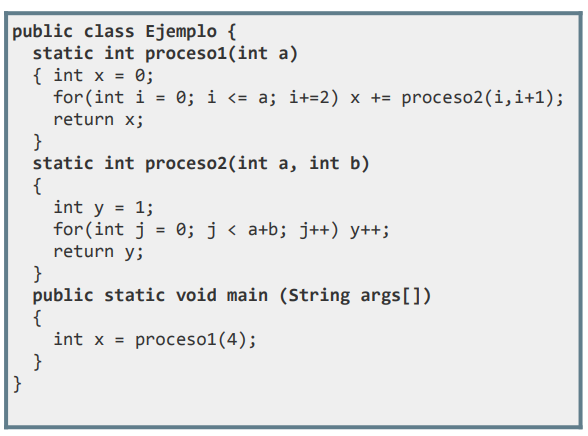 public class Ejemplo {
static int proceso1(int a)
{ int x = 0;
for(int i = 0; i <= a; i+=2) x += proceso2(i,i+1);
return x;
}
static int proceso2(int a, int b)
{
int y = 1;
for(int j = 0; j < a+b; j++) y++;
return y;
}
public static void main (String args[])
{
int x = proceso1(4);
}
}